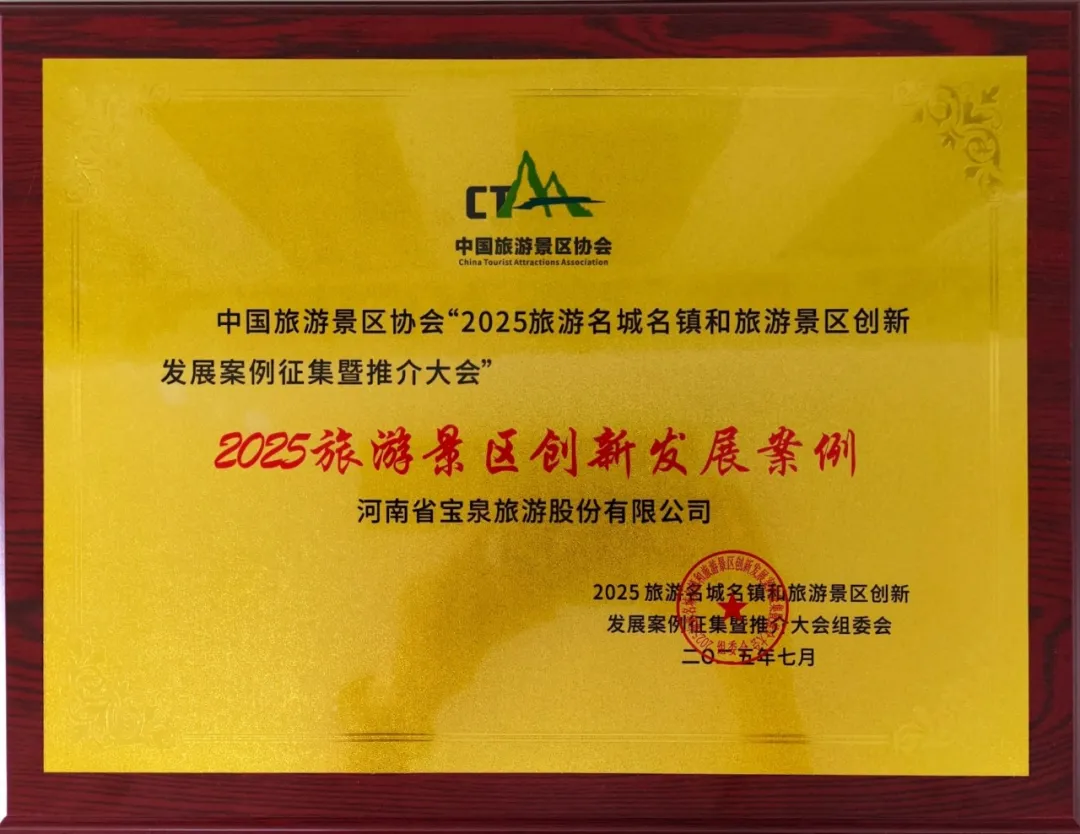 CTAA
中国旅游景区协会
China Tourist Attractions Association
中国旅游景区协会“2025旅游名城名镇和旅游景区创新
发展案例征集暨推介大会”
2025旅游景区创新发展案例
河南省宝泉旅游股份有限公司
2025 旅游名城名镇和旅游景区创新
发展案例征集暨推介大会组委会
二〇二五年七月
组委会